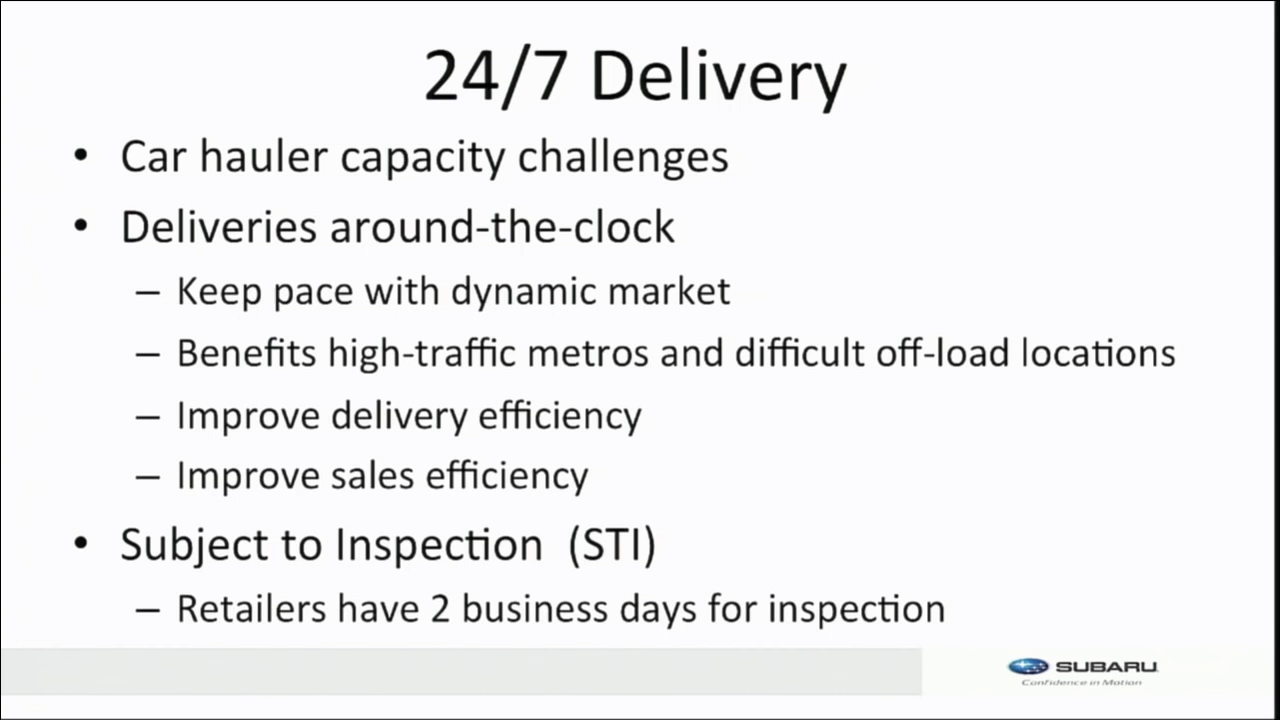 24/7 Delivery
• Car hauler capacity challenges
• Deliveries around-the-clock
– Keep pace with dynamic market
– Benefits high-traffic metros and difficult off-load locations
– Improve delivery efficiency
– Improve sales efficiency
• Subject to Inspection (STI)
– Retailers have 2 business days for inspection
SUBARU
Confidence in Motion